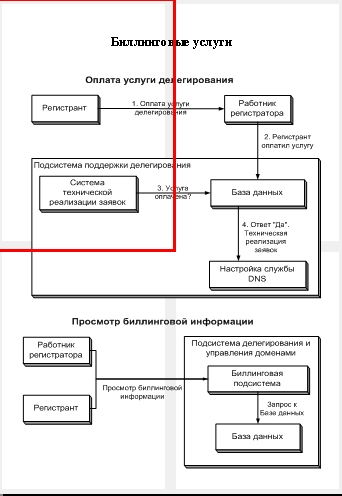 Биллинговые услуги
Оплата услуги делегирования
Регистрант
1. Оплата услуги
делегирования
Работник
регистратора
2. Регистрант
оплатил услугу
Подсистема поддержки делегирования
Система
технической
реализации заявок
3. Услуга
оплачена?
База данных
4. Ответ "Да".
Техническая
реализация
заявок
Настройка службы
DNS
Просмотр биллинговой информации
Работник
регистратора
Регистрант
Просмотр биллинговой
информации
Подсистема делегирования и
управления доменами
Биллинговая
подсистема
Запрос к
Базе данных
База данных